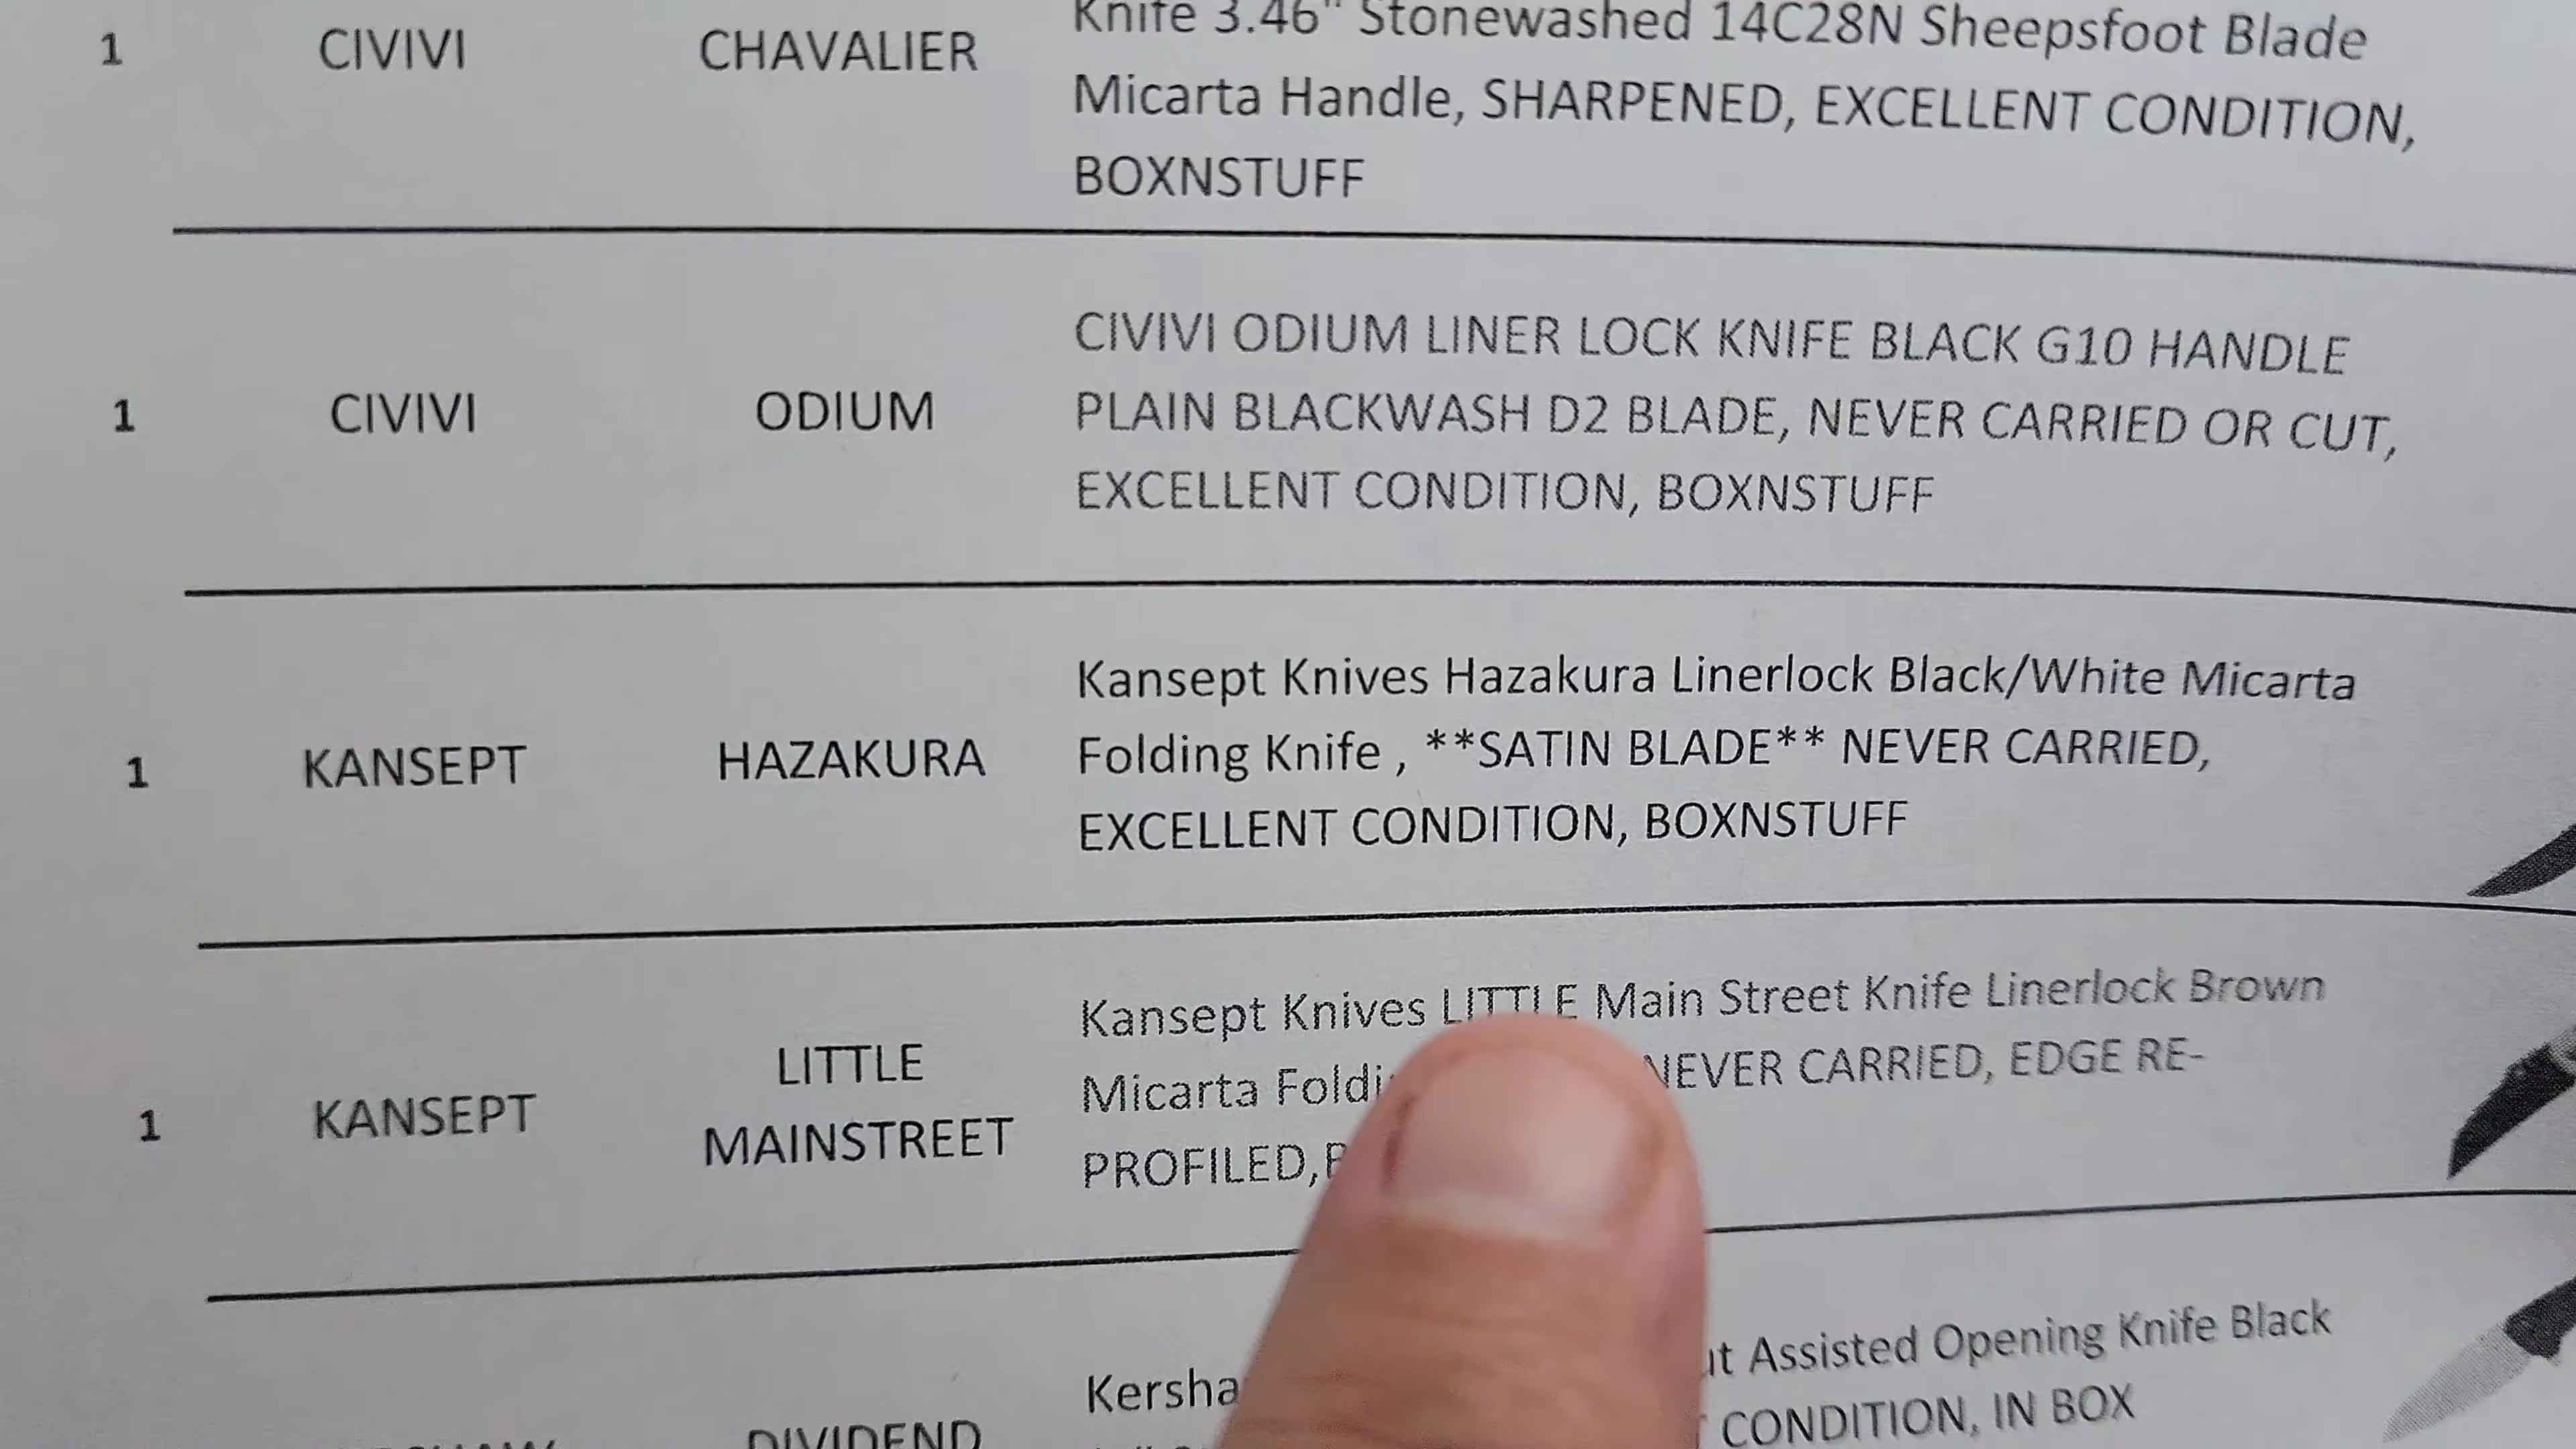 1 CIVIVI CHAVALIER
Knife 3.46" Stonewashed 14C28N Sheepsfoot Blade
Micarta Handle, SHARPENED, EXCELLENT CONDITION,
BOXNSTUFF
1 CIVIVI ODIUM
CIVIVI ODIUM LINER LOCK KNIFE BLACK G10 HANDLE
PLAIN BLACKWASH D2 BLADE, NEVER CARRIED OR CUT,
EXCELLENT CONDITION, BOXNSTUFF
1 KANSEPT HAZAKURA
Kansept Knives Hazakura Linerlock Black/White Micarta
Folding Knife , **SATIN BLADE** NEVER CARRIED,
EXCELLENT CONDITION, BOXNSTUFF
1 KANSEPT
LITTLE
MAINSTREET
Kansept Knives LITTLE Main Street Knife Linerlock Brown
Micarta NEVER CARRIED, EDGE RE-
PROFILED,
DIVIDEND
Assisted Opening Knife Black
CONDITION, IN BOX